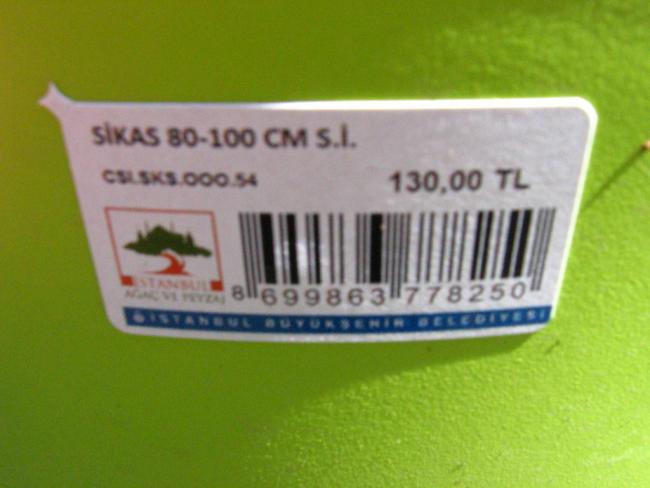 SİKAS 80-100 CM S.İ.
CSI.SKS.OOO.54
130,00 TL
İSTANBUL
AĞAÇ VE PEYZAJ
8 699863 778250
İSTANBUL BÜYÜKŞEHİR BELEDİYESİ